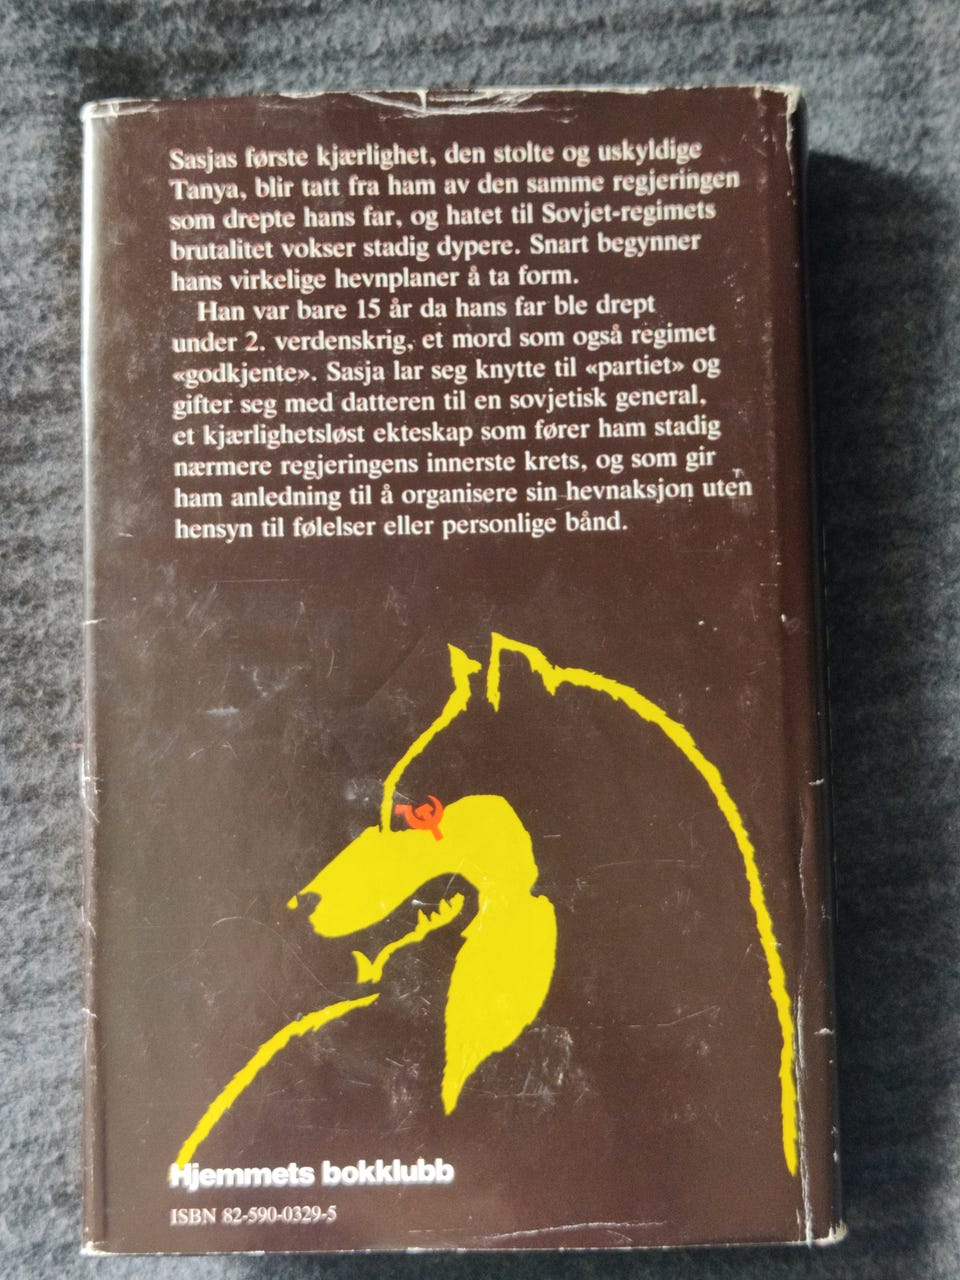 Sasjas første kjærlighet, den stolte og uskyldige
Tanya, blir tatt fra ham av den samme regjeringen
som drepte hans far, og hatet til Sovjet-regimets
brutalitet vokser stadig dypere. Snart begynner
hans virkelige hevnplaner å ta form.
Han var bare 15 år da hans far ble drept
under 2. verdenskrig, et mord som også regimet
«godkjente». Sasja lar seg knytte til «partiet» og
gifter seg med datteren til en sovjetisk general,
et kjærlighetsløst ekteskap som fører ham stadig
nærmere regjeringens innerste krets, og som gir
ham anledning til å organisere sin hevnaksjon uten
hensyn til følelser eller personlige bånd.
Hjemmets bokklubb
ISBN 82-590-0329-5